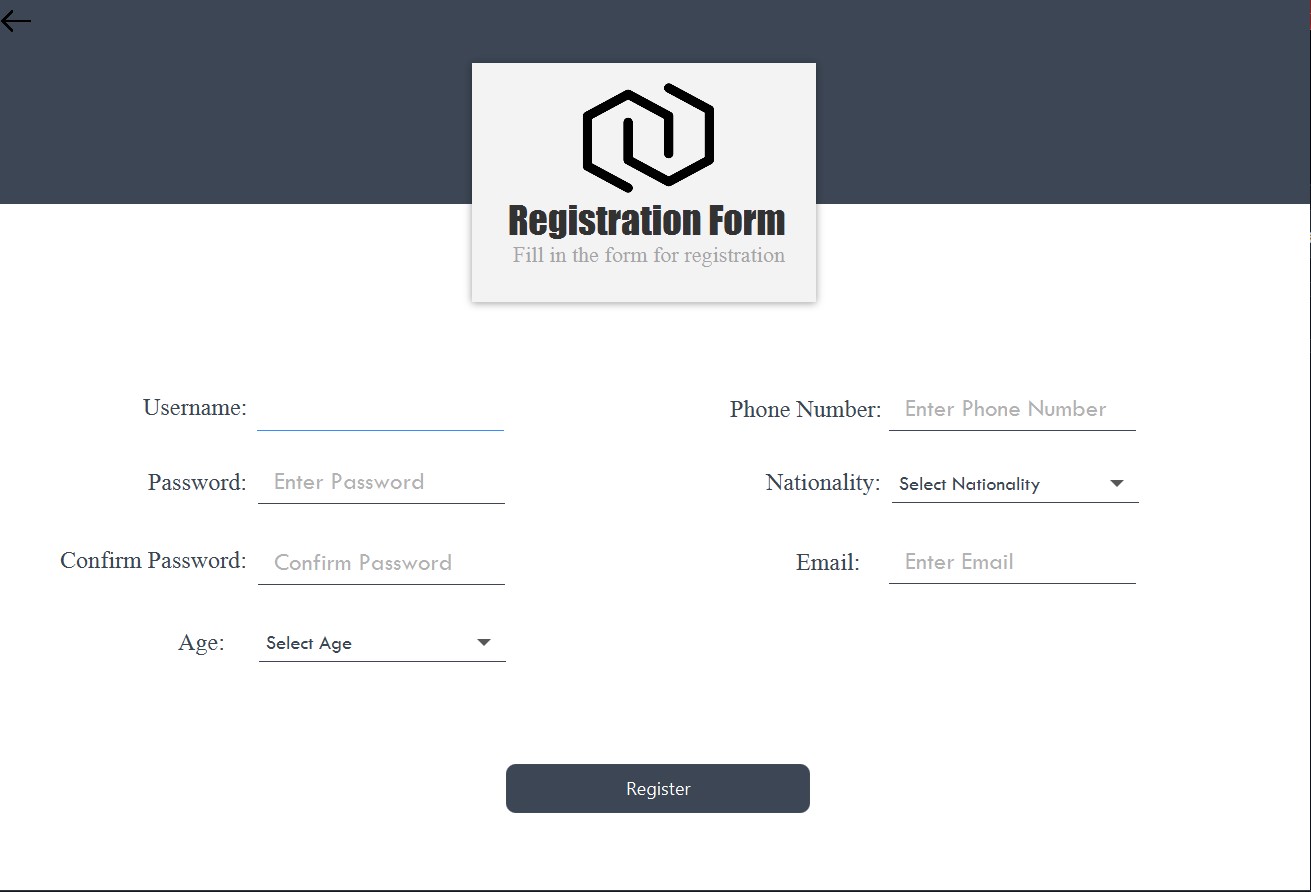 Registration Form
Fill in the form for registration
Username:
Phone Number: Enter Phone Number
Password: Enter Password
Nationality: Select Nationality
Confirm Password: Confirm Password
Email: Enter Email
Age: Select Age
Register